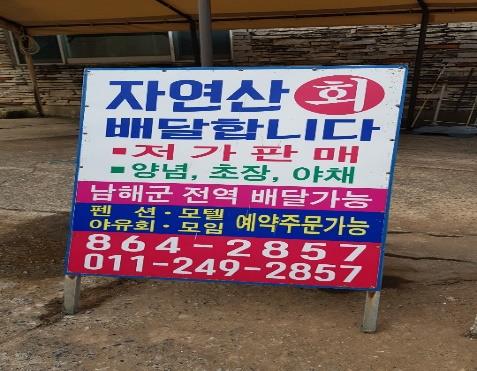 자연산 회
배달합니다
▪저가판매
▪양념, 초장, 야채
남해군 전역 배달가능
펜션·모텔
야유회·모임 예약주문가능
864-2857
011-249-2857